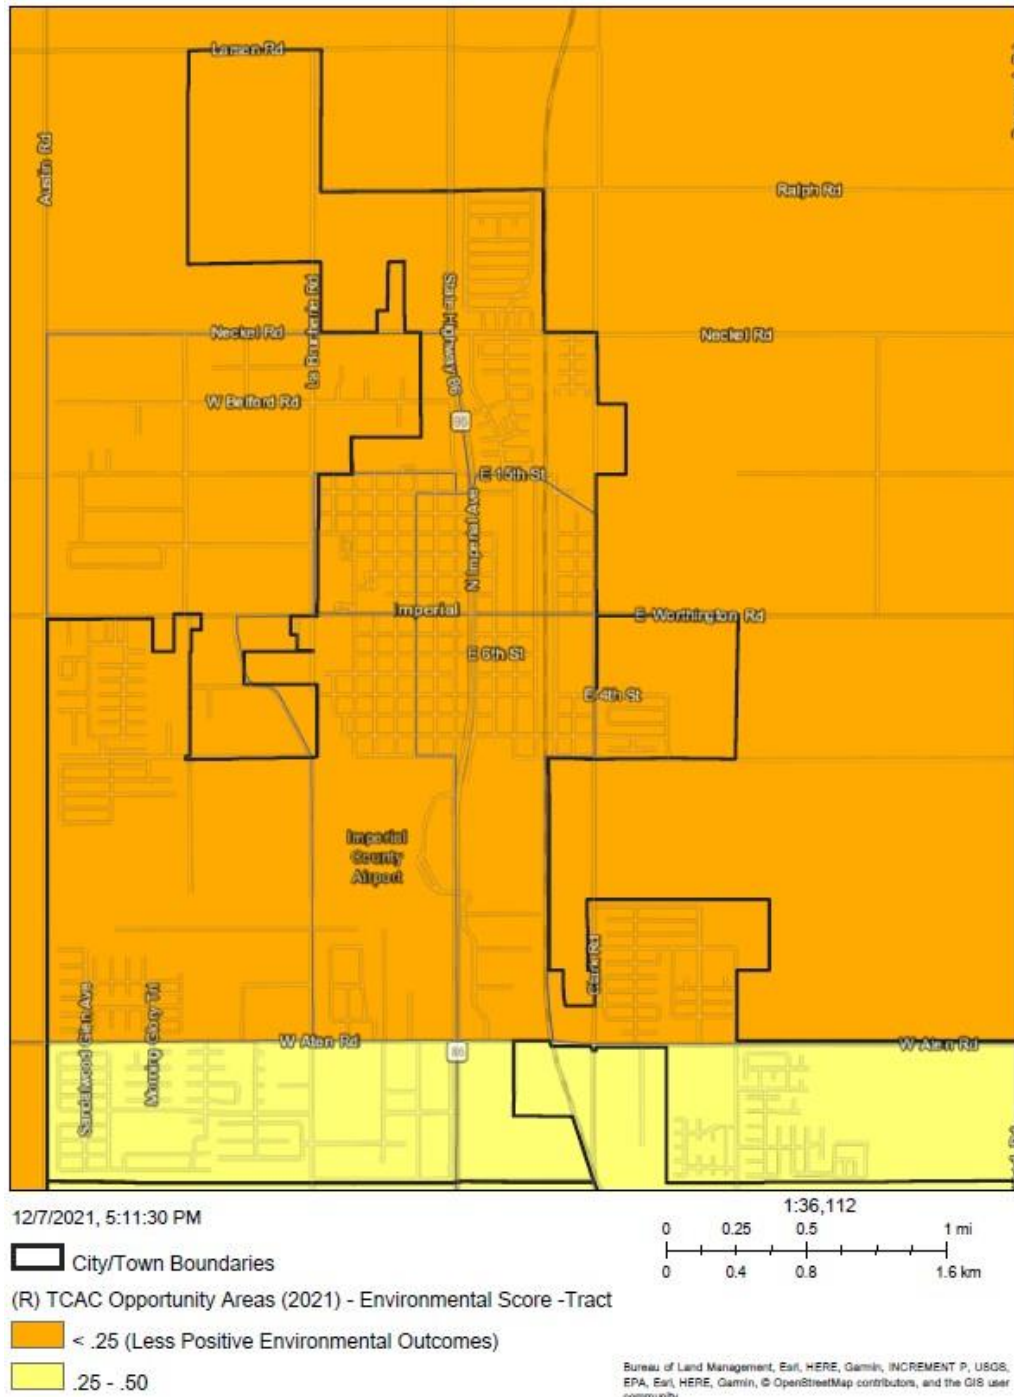 Laman Rd
Austin Rd
Ralph Rd
La Bourcherie Rd
State Highway 86
Neckel Rd
Neckel Rd
W Belford Rd
86
E 15th St
N Imperial Ave
Imperial
E Worthington Rd
E 6th St
E 4th St
Imperial
County
Airport
Clark Rd
Sandalwood Glen Ave
Morning Glory Trl
W Aten Rd
86
W Aten Rd
12/7/2021, 5:11:30 PM
1:36,112
0 0.25 0.5 1 mi
0 0.4 0.8 1.6 km
City/Town Boundaries
(R) TCAC Opportunity Areas (2021) - Environmental Score -Tract
< .25 (Less Positive Environmental Outcomes)
.25 - .50
Bureau of Land Management, Esri, HERE, Garmin, INCREMENT P, USGS,
EPA, Esri, HERE, Garmin, © OpenStreetMap contributors, and the GIS user
community